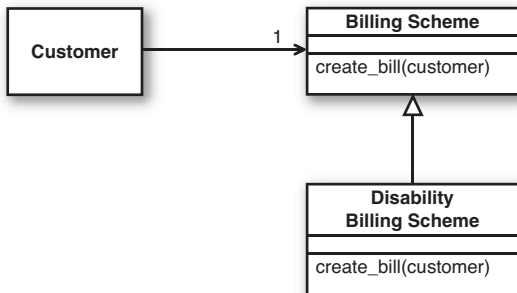 Customer
1
Billing Scheme
create_bill(customer)
Disability
Billing Scheme
create_bill(customer)